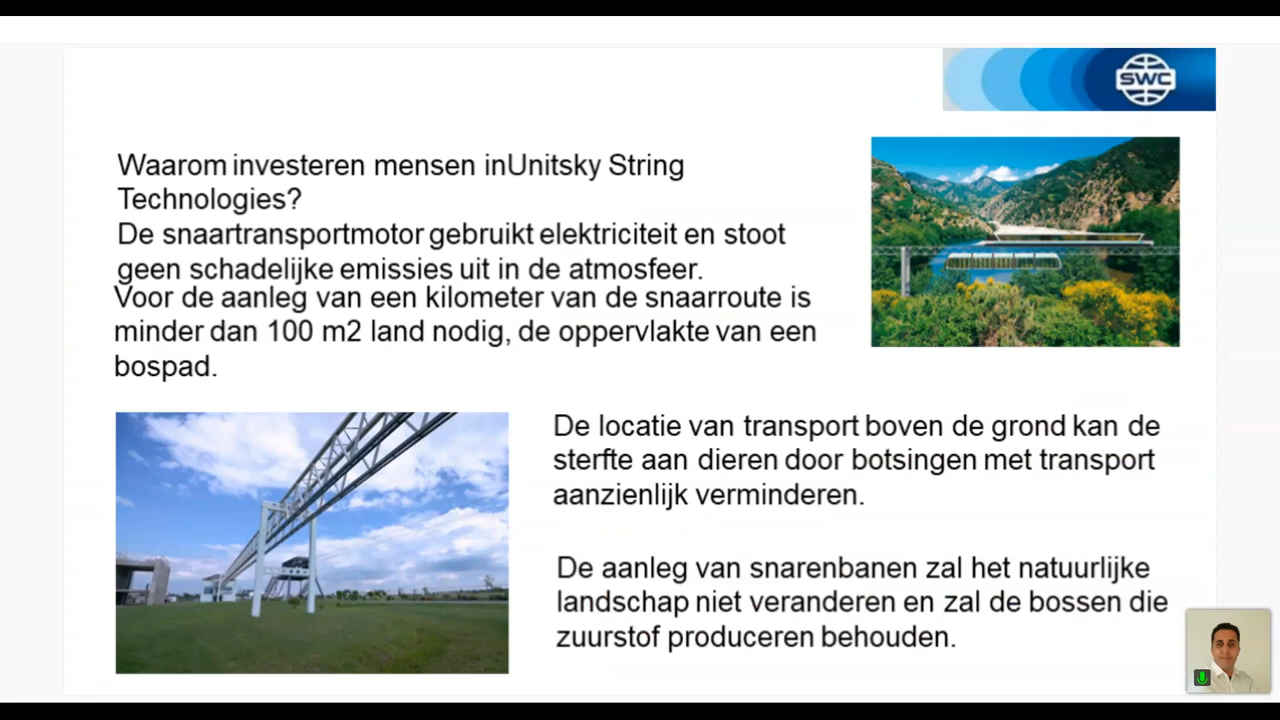 SWC
Waarom investeren mensen inUnitsky String
Technologies?
De snaartransportmotor gebruikt elektriciteit en stoot
geen schadelijke emissies uit in de atmosfeer.
Voor de aanleg van een kilometer van de snaarroute is
minder dan 100 m2 land nodig, de oppervlakte van een
bospad.
De locatie van transport boven de grond kan de
sterfte aan dieren door botsingen met transport
aanzienlijk verminderen.
De aanleg van snarenbanen zal het natuurlijke
landschap niet veranderen en zal de bossen die
zuurstof produceren behouden.